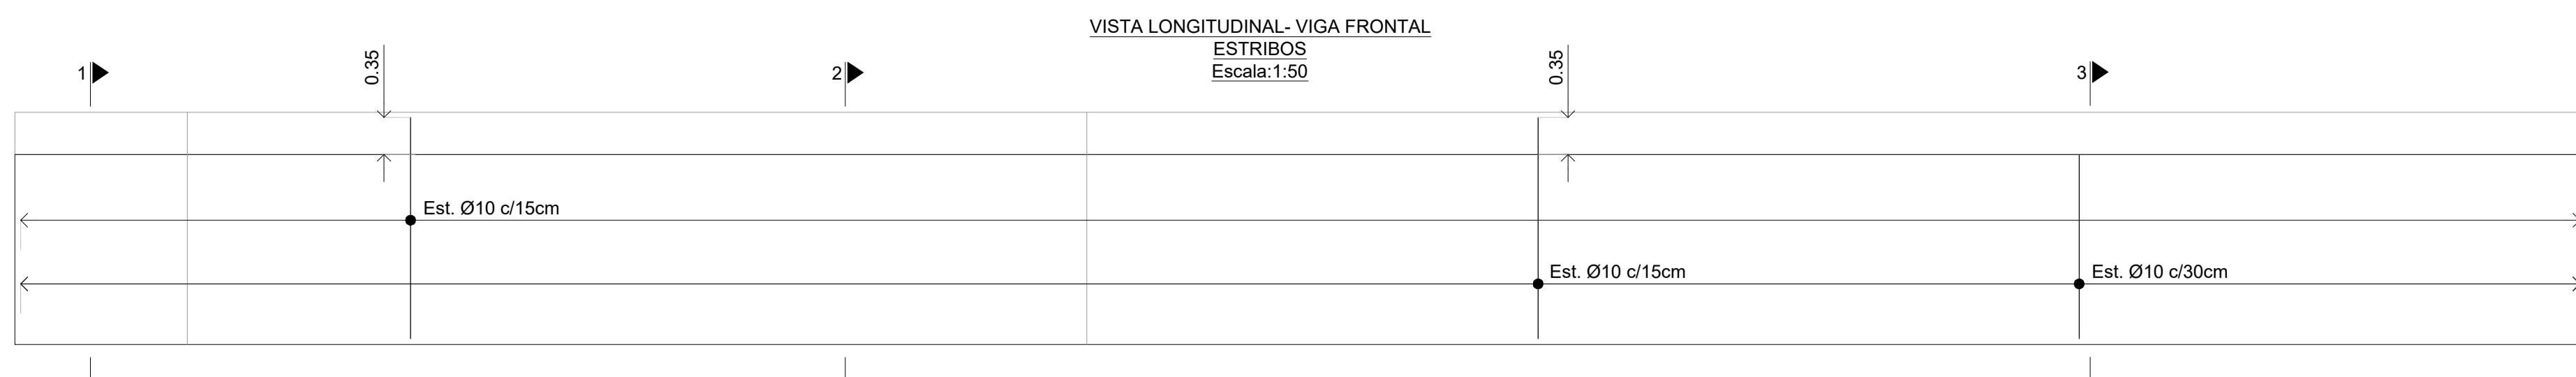 VISTA LONGITUDINAL- VIGA FRONTAL
ESTRIBOS
Escala:1:50
1
0.35
2
0.35
3
Est. Ø10 c/15cm
Est. Ø10 c/15cm
Est. Ø10 c/30cm